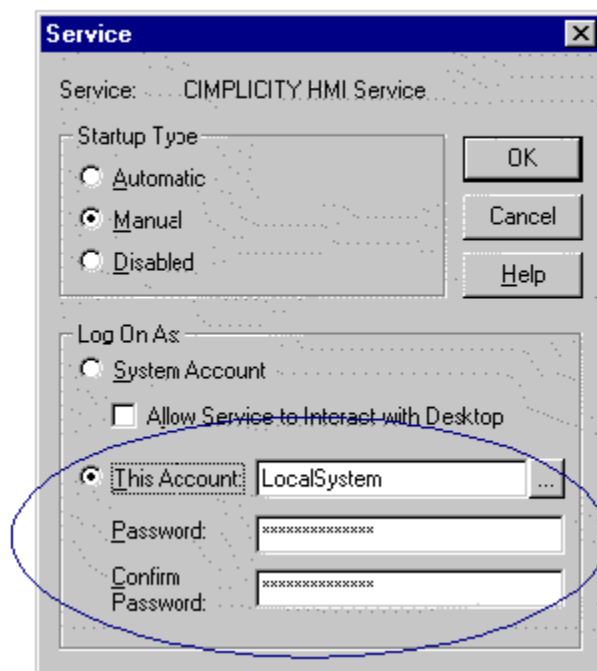 Service
Service: CIMPLICITY HMI Service
Startup Type
Automatic
Manual
Disabled
OK
Cancel
Help
Log On As:
System Account
Allow Service to Interact with Desktop
This Account: LocalSystem ...
Password: **************
Confirm
Password: **************